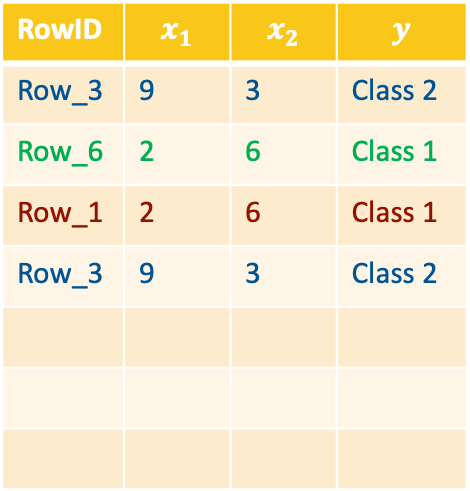 RowID x₁ x₂ y
Row_3 9 3 Class 2
Row_6 2 6 Class 1
Row_1 2 6 Class 1
Row_3 9 3 Class 2